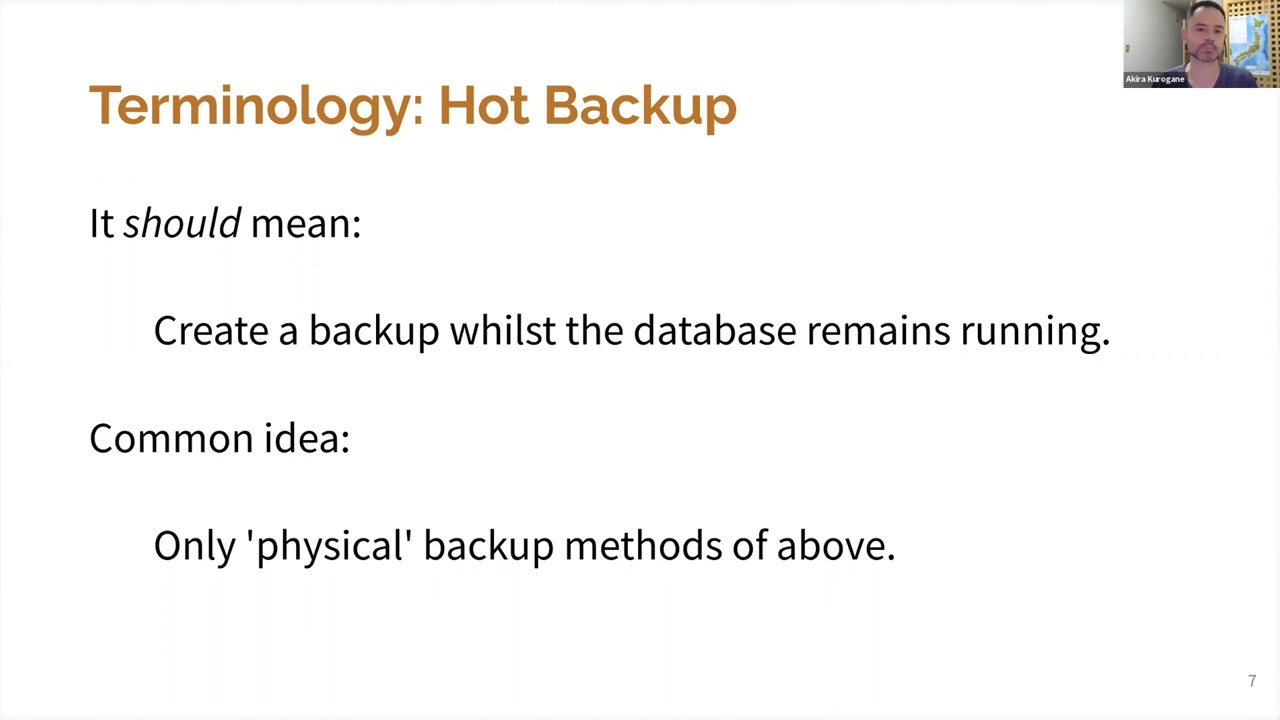 Akira Kurogane
Terminology: Hot Backup
It should mean:
Create a backup whilst the database remains running.
Common idea:
Only 'physical' backup methods of above.
7